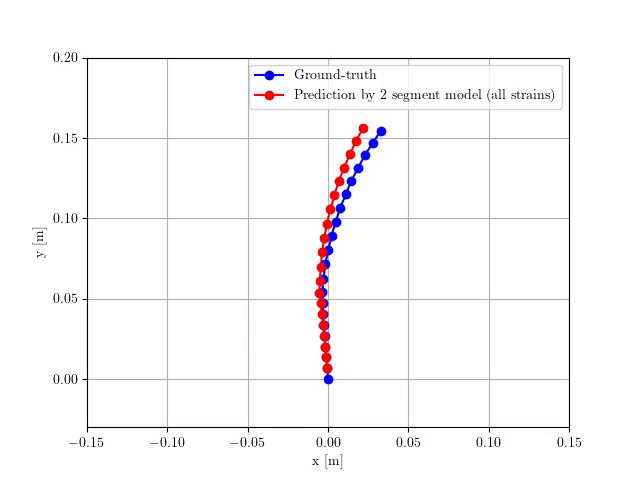 0.20
Ground-truth
Prediction by 2 segment model (all strains)
0.15
0.10
y [m]
0.05
0.00
−0.15 −0.10 −0.05 0.00 0.05 0.10 0.15
x [m]